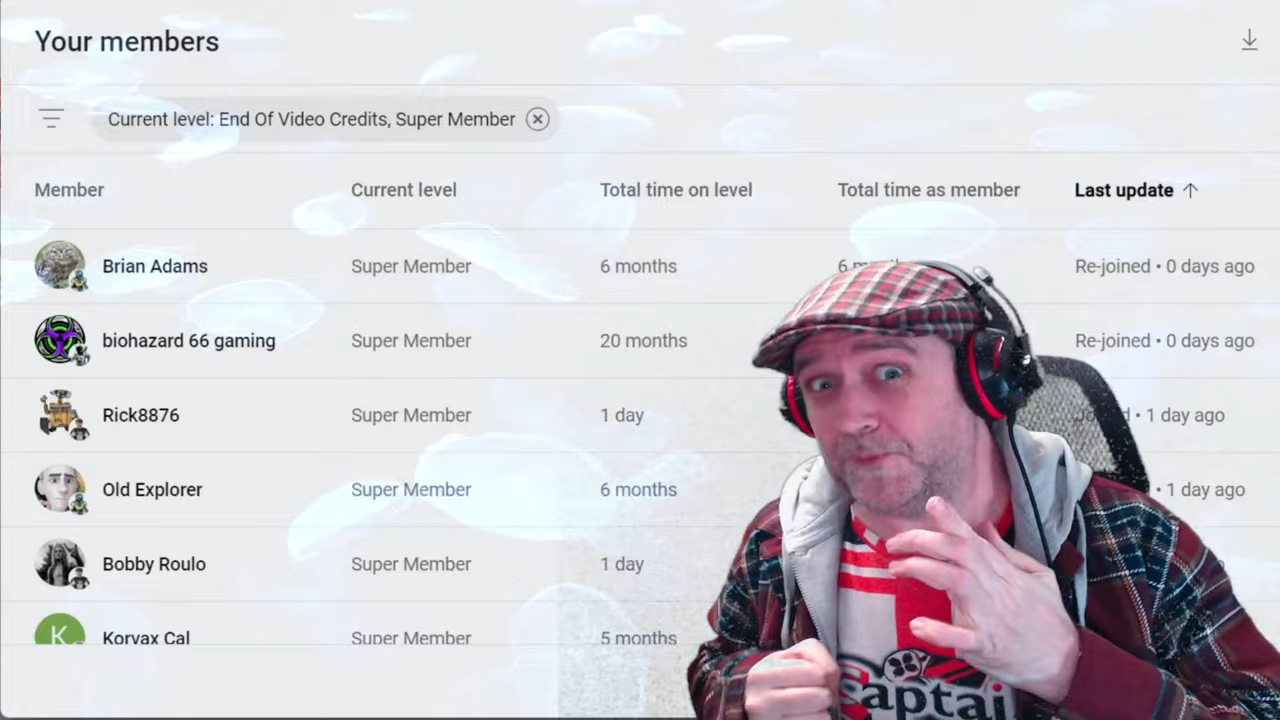 Your members
Current level: End Of Video Credits, Super Member
Member Current level Total time on level Total time as member Last update
Brian Adams Super Member 6 months 6 Re-joined • 0 days ago
biohazard 66 gaming Super Member 20 months Re-joined • 0 days ago
Rick8876 Super Member 1 day • 1 day ago
Old Explorer Super Member 6 months • 1 day ago
Bobby Roulo Super Member 1 day
K Korvax Cal Super Member 5 months
Captai